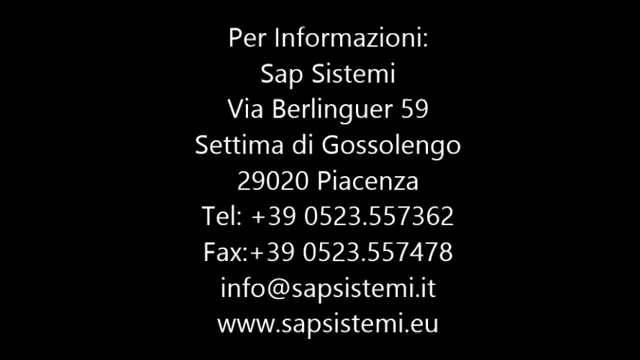 Per Informazioni:
Sap Sistemi
Via Berlinguer 59
Settima di Gossolengo
29020 Piacenza
Tel: +39 0523.557362
Fax:+39 0523.557478
info@sapsistemi.it
www.sapsistemi.eu